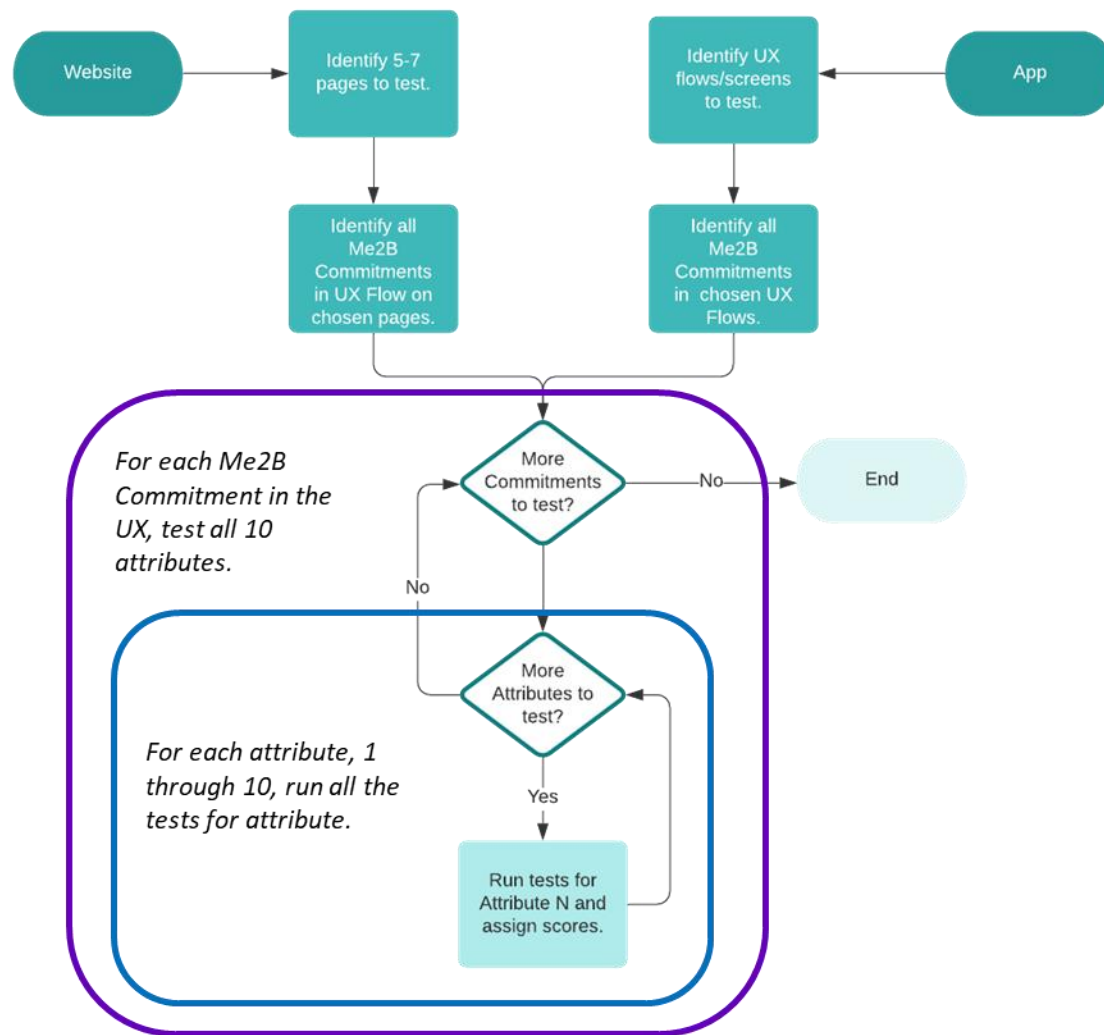 Website
Identify 5-7
pages to test.
Identify UX
flows/screens
to test.
App
Identify all
Me2B
Commitments
in UX Flow on
chosen pages.
Identify all
Me2B
Commitments
in chosen UX
Flows.
For each Me2B
Commitment in the
UX, test all 10
attributes.
More
Commitments
to test?
No
End
No
More
Attributes to
test?
For each attribute, 1
through 10, run all the
tests for attribute.
Yes
Run tests for
Attribute N and
assign scores.